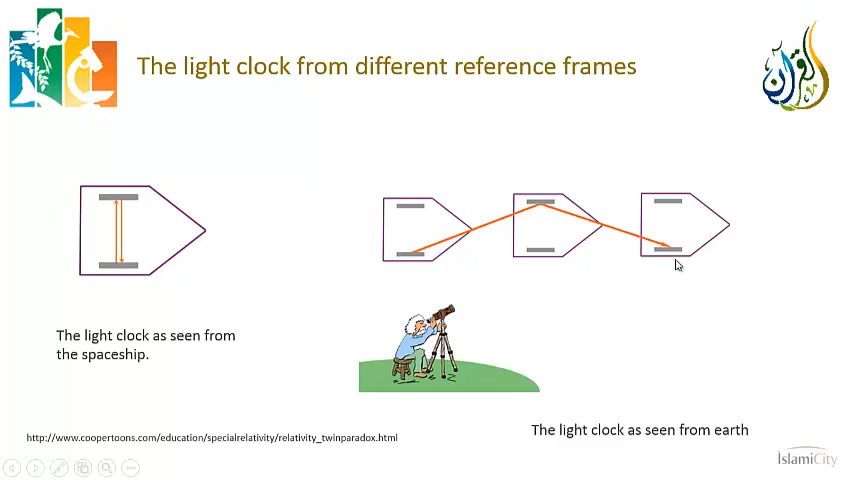 The light clock from different reference frames
القرآن
The light clock as seen from
the spaceship.
The light clock as seen from earth
http://www.coopertoons.com/education/specialrelativity/relativity_twinparadox.html
IslamiCity